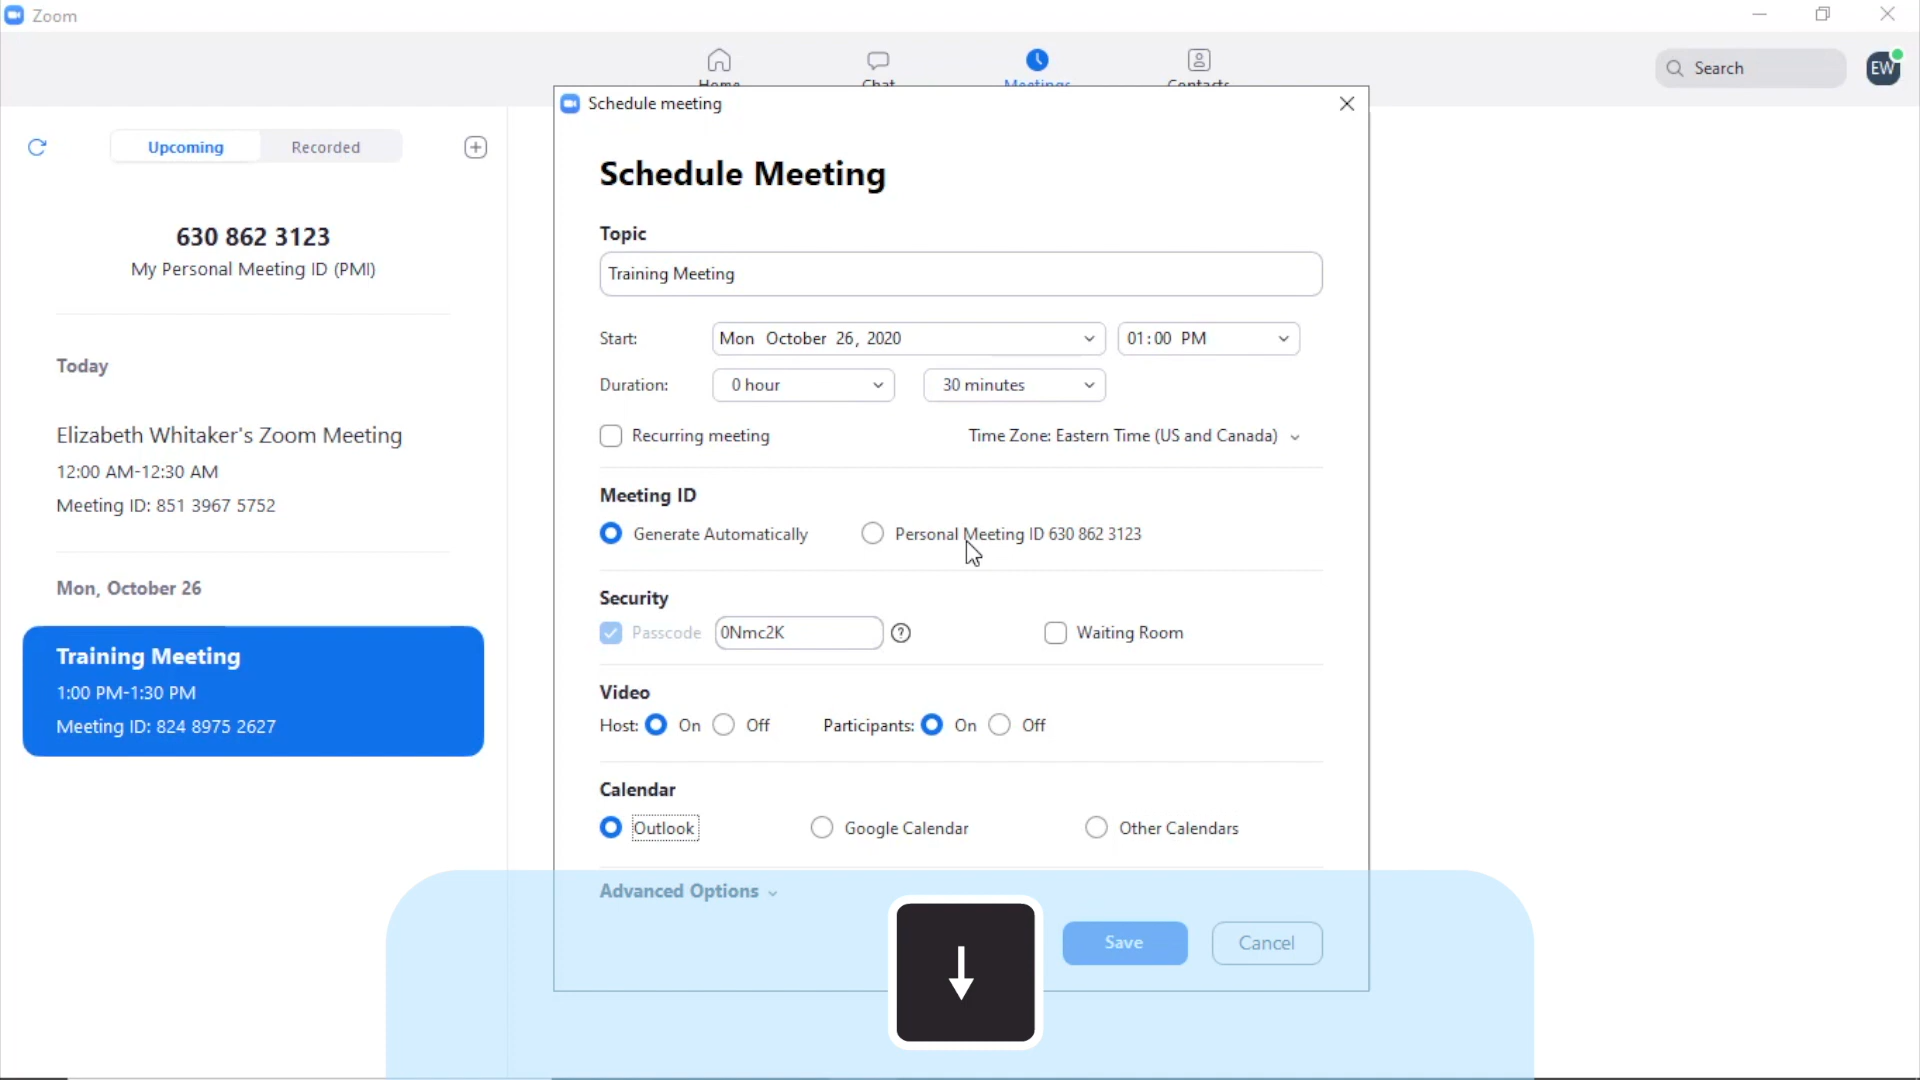 Zoom
Home
Chat
Meetings
Contacts
Search
EW
Schedule meeting
Upcoming
Recorded
630 862 3123
My Personal Meeting ID (PMI)
Today
Elizabeth Whitaker's Zoom Meeting
12:00 AM-12:30 AM
Meeting ID: 851 3967 5752
Mon, October 26
Training Meeting
1:00 PM-1:30 PM
Meeting ID: 824 8975 2627
Schedule Meeting
Topic
Training Meeting
Start: Mon October 26, 2020 01:00 PM
Duration: 0 hour 30 minutes
Recurring meeting Time Zone: Eastern Time (US and Canada)
Meeting ID
Generate Automatically Personal Meeting ID 630 862 3123
Security
Passcode 0Nmc2K ? Waiting Room
Video
Host: On Off Participants: On Off
Calendar
Outlook Google Calendar Other Calendars
Advanced Options
Save Cancel